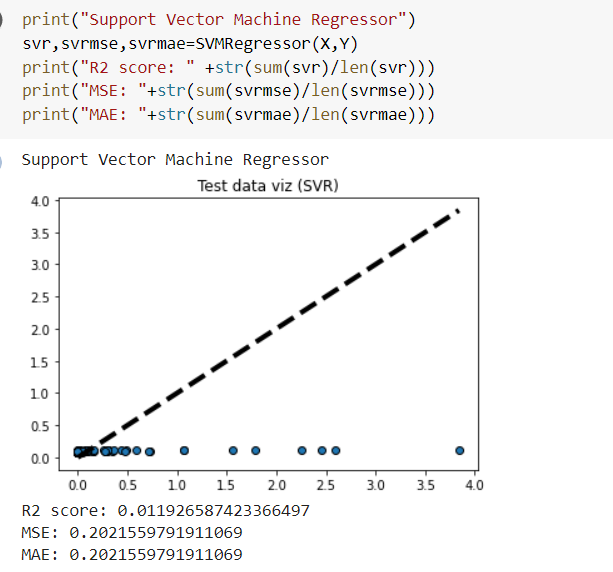 print("Support Vector Machine Regressor")
svr,svrmse,svrmae=SVMRegressor(X,Y)
print("R2 score: " +str(sum(svr)/len(svr)))
print("MSE: "+str(sum(svrmse)/len(svrmse)))
print("MAE: "+str(sum(svrmae)/len(svrmae)))
Support Vector Machine Regressor
Test data viz (SVR)
4.0
3.5
3.0
2.5
2.0
1.5
1.0
0.5
0.0
0.0 0.5 1.0 1.5 2.0 2.5 3.0 3.5 4.0
R2 score: 0.011926587423366497
MSE: 0.2021559791911069
MAE: 0.2021559791911069